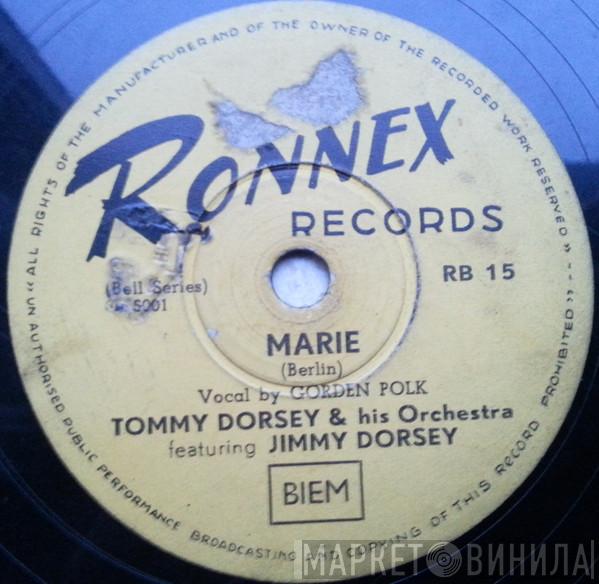 "ALL RIGHTS OF THE MANUFACTURER AND OF THE OWNER OF THE RECORDED WORK RESERVED"
RONNEX
RECORDS
(Bell Series)
5001
RB 15
MARIE
(Berlin)
Vocal by GORDEN POLK
TOMMY DORSEY & his Orchestra
featuring JIMMY DORSEY
BIEM
UNAUTHORISED PUBLIC PERFORMANCE BROADCASTING AND COPYING OF THIS RECORD PROHIBITED"
МАРКЕТ ВИНИЛА